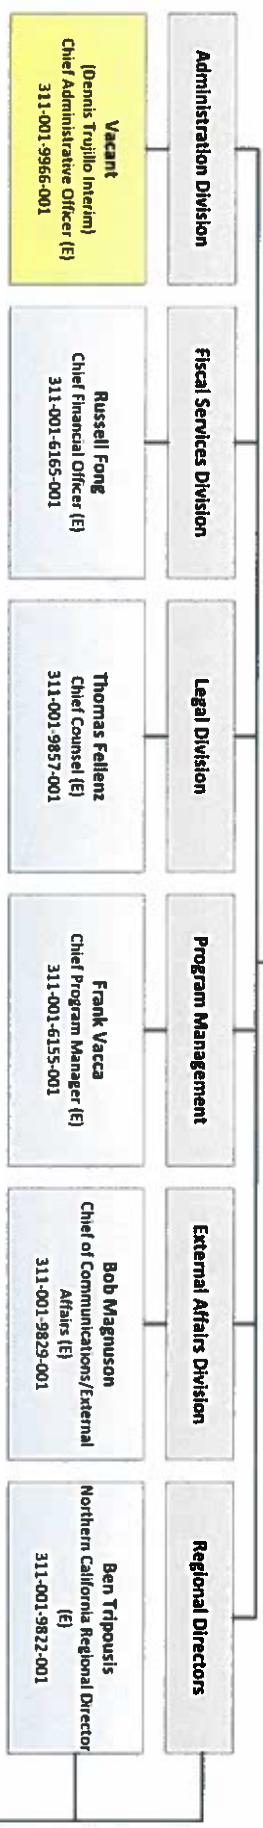 Administration Division
Vacant
(Dennis Trujillo Interim)
Chief Administrative Officer (E)
311-001-9966-001
Fiscal Services Division
Russell Fong
Chief Financial Officer (E)
311-001-6165-001
Legal Division
Thomas Fellenz
Chief Counsel (E)
311-001-9857-001
Program Management
Frank Vacca
Chief Program Manager (E)
311-001-6155-001
External Affairs Division
Bob Magnuson
Chief of Communications/External
Affairs (E)
311-001-9829-001
Regional Directors
Ben Tripousis
Northern California Regional Director
(E)
311-001-9822-001